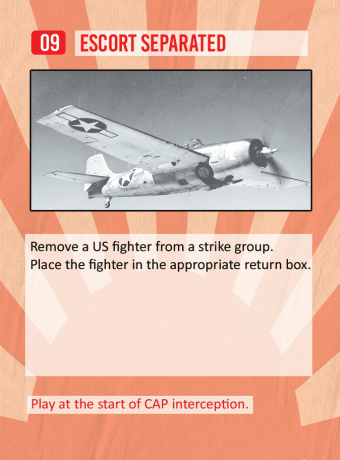 09 ESCORT SEPARATED
Remove a US fighter from a strike group.
Place the fighter in the appropriate return box.
Play at the start of CAP interception.